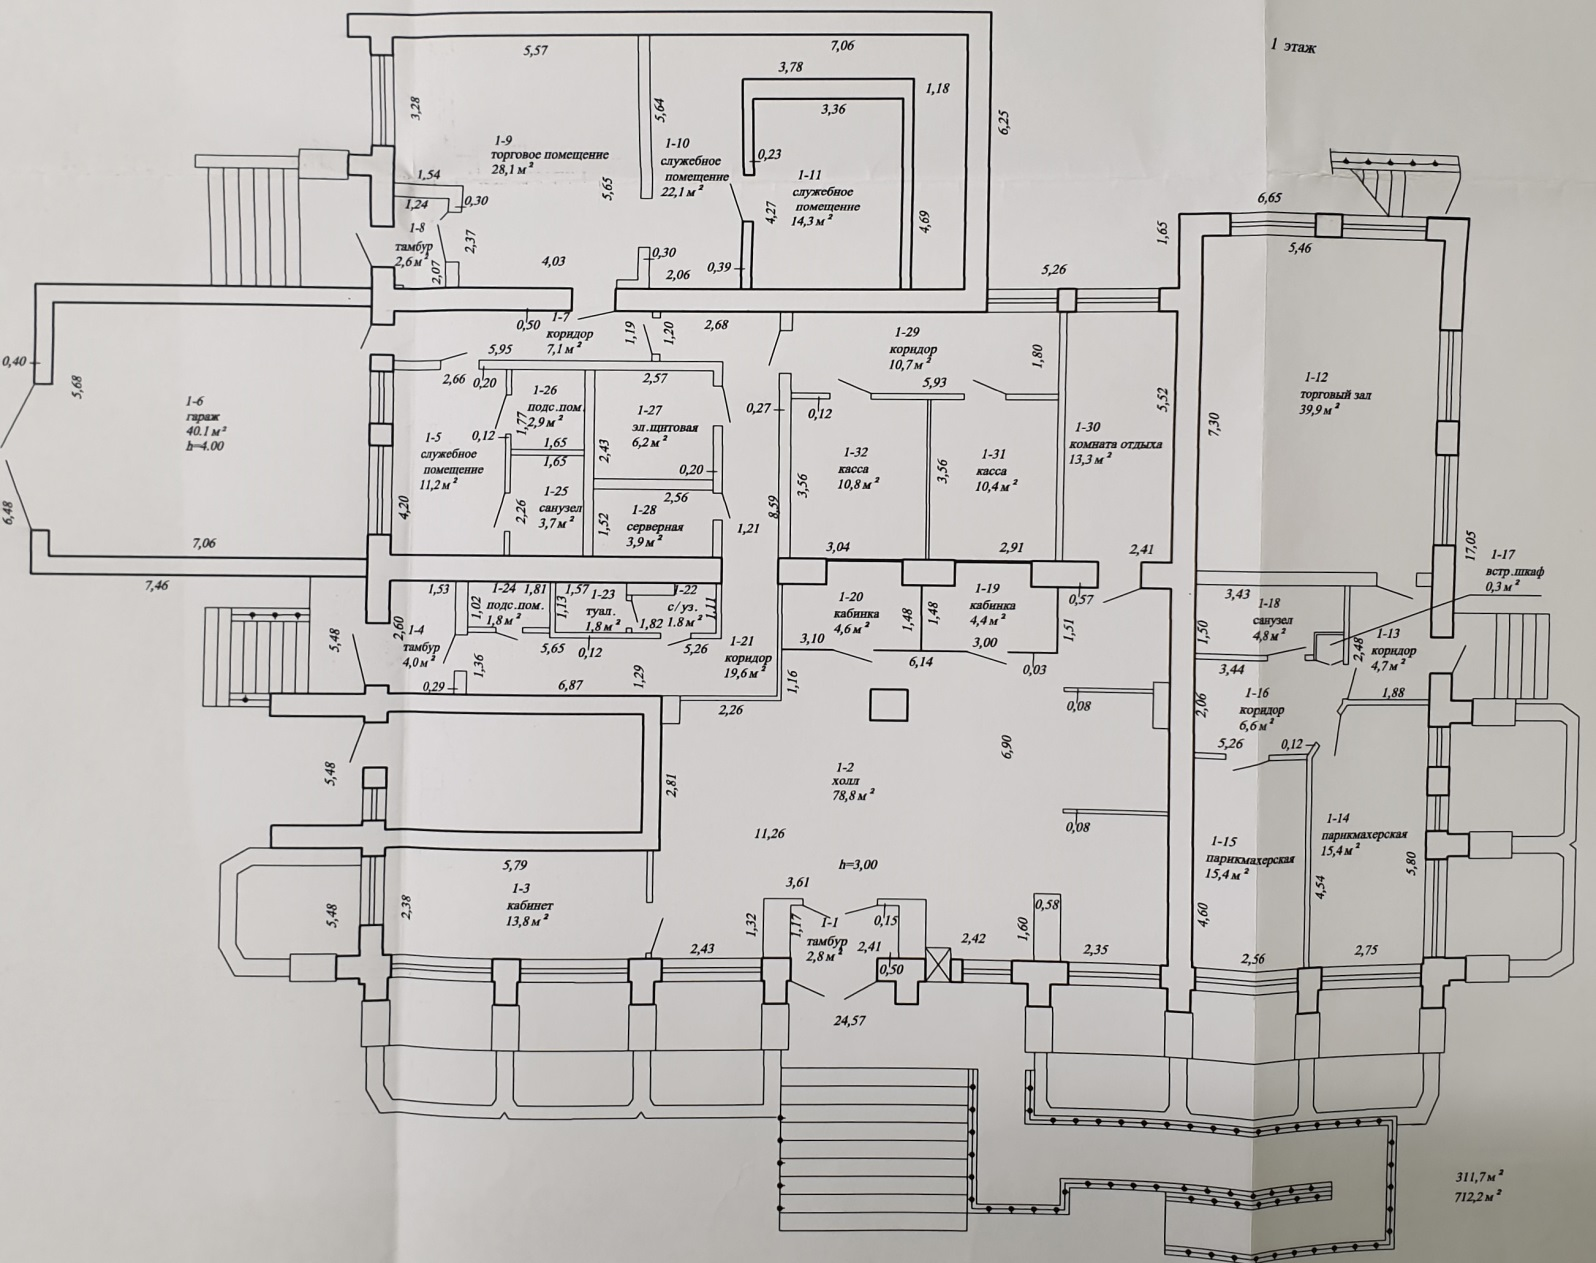 1 этаж
5,57
7,06
3,78
1,18
3,36
3,28
5,64
6,25
1-9
торговое помещение
28,1 м²
1-10
служебное
помещение
22,1 м²
0,23
1-11
служебное
помещение
14,3 м²
1,54
0,30
1,24
5,65
4,27
4,69
1-8
тамбур
2,6 м²
2,37
2,07
4,03
0,30
2,06
0,39
1,65
6,65
5,46
5,26
0,50
1-7
коридор
7,1 м²
1,19
1,20
2,68
1-29
коридор
10,7 м²
1,80
5,93
0,40
5,68
1-6
гараж
40.1 м²
h=4.00
6,48
7,06
7,46
5,95
2,66
0,20
2,57
1-26
подс.пом.
2,9 м²
1,77
0,12
1,65
1,65
1-27
эл.щитовая
6,2 м²
2,43
0,27
0,12
0,20
1-5
служебное
помещение
11,2 м²
4,20
1-25
санузел
3,7 м²
2,26
2,56
1-28
серверная
3,9 м²
1,52
1,21
8,59
1-32
касса
10,8 м²
3,56
3,04
1-31
касса
10,4 м²
3,56
2,91
1-30
комната отдыха
13,3 м²
5,52
2,41
7,30
1-12
торговый зал
39,9 м²
17,05
1-17
встр.шкаф
0,3 м²
1,53
1-24
подс.пом.
1,8 м²
1,81
1,02
1,57
1-23
туал.
1,8 м²
1,13
1-22
с/уз.
1.8 м²
1,82
1,11
1-20
кабинка
4,6 м²
1,48
1,48
1-19
кабинка
4,4 м²
0,57
1,51
3,43
1-18
санузел
4,8 м²
1,50
2,48
1-13
коридор
4,7 м²
5,48
2,60
1-4
тамбур
4,0 м²
0,29
1,36
5,65
0,12
5,26
1-21
коридор
19,6 м²
3,10
6,14
3,00
0,03
6,87
1,29
2,26
1,16
3,44
1-16
коридор
6,6 м²
2,06
1,88
0,08
5,26
0,12
5,48
2,81
1-2
холл
78,8 м²
6,90
11,26
0,08
h=3,00
1-15
парикмахерская
15,4 м²
1-14
парикмахерская
15,4 м²
4,54
5,80
5,79
1-3
кабинет
13,8 м²
5,48
2,38
3,61
1,32
1,17
0,15
1-1
тамбур
2,8 м²
2,41
0,50
2,43
2,42
1,60
0,58
2,35
4,60
2,56
2,75
24,57
311,7 м²
712,2 м²